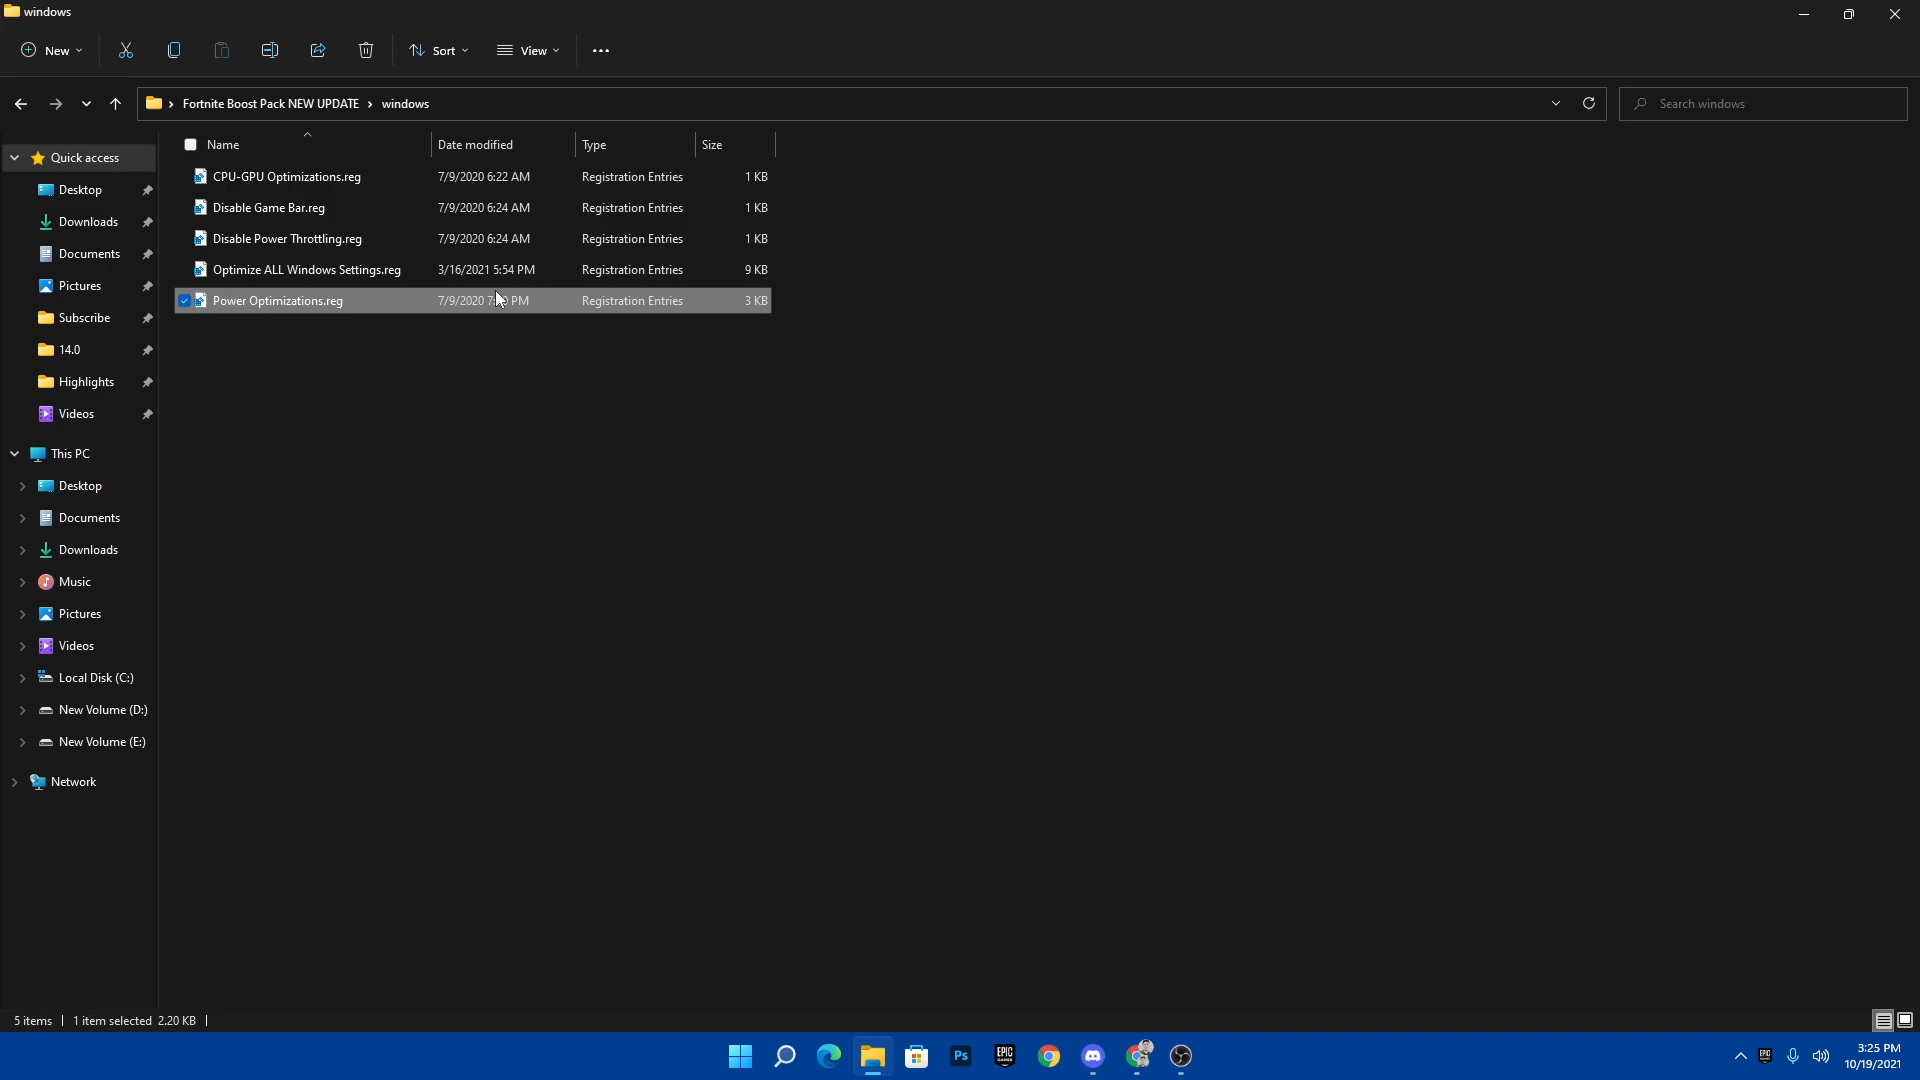 windows
New
Sort
View
Fortnite Boost Pack NEW UPDATE
windows
Search windows
Name
Date modified
Type
Size
CPU-GPU Optimizations.reg 7/9/2020 6:22 AM Registration Entries 1 KB
Disable Game Bar.reg 7/9/2020 6:24 AM Registration Entries 1 KB
Disable Power Throttling.reg 7/9/2020 6:24 AM Registration Entries 1 KB
Optimize ALL Windows Settings.reg 3/16/2021 5:54 PM Registration Entries 9 KB
Power Optimizations.reg 7/9/2020 PM Registration Entries 3 KB
Quick access
Desktop
Downloads
Documents
Pictures
Subscribe
14.0
Highlights
Videos
This PC
Desktop
Documents
Downloads
Music
Pictures
Videos
Local Disk (C:)
New Volume (D:)
New Volume (E:)
Network
5 items
1 item selected 2.20 KB
Ps
EPIC
GAMES
EPIC
3:25 PM
10/19/2021